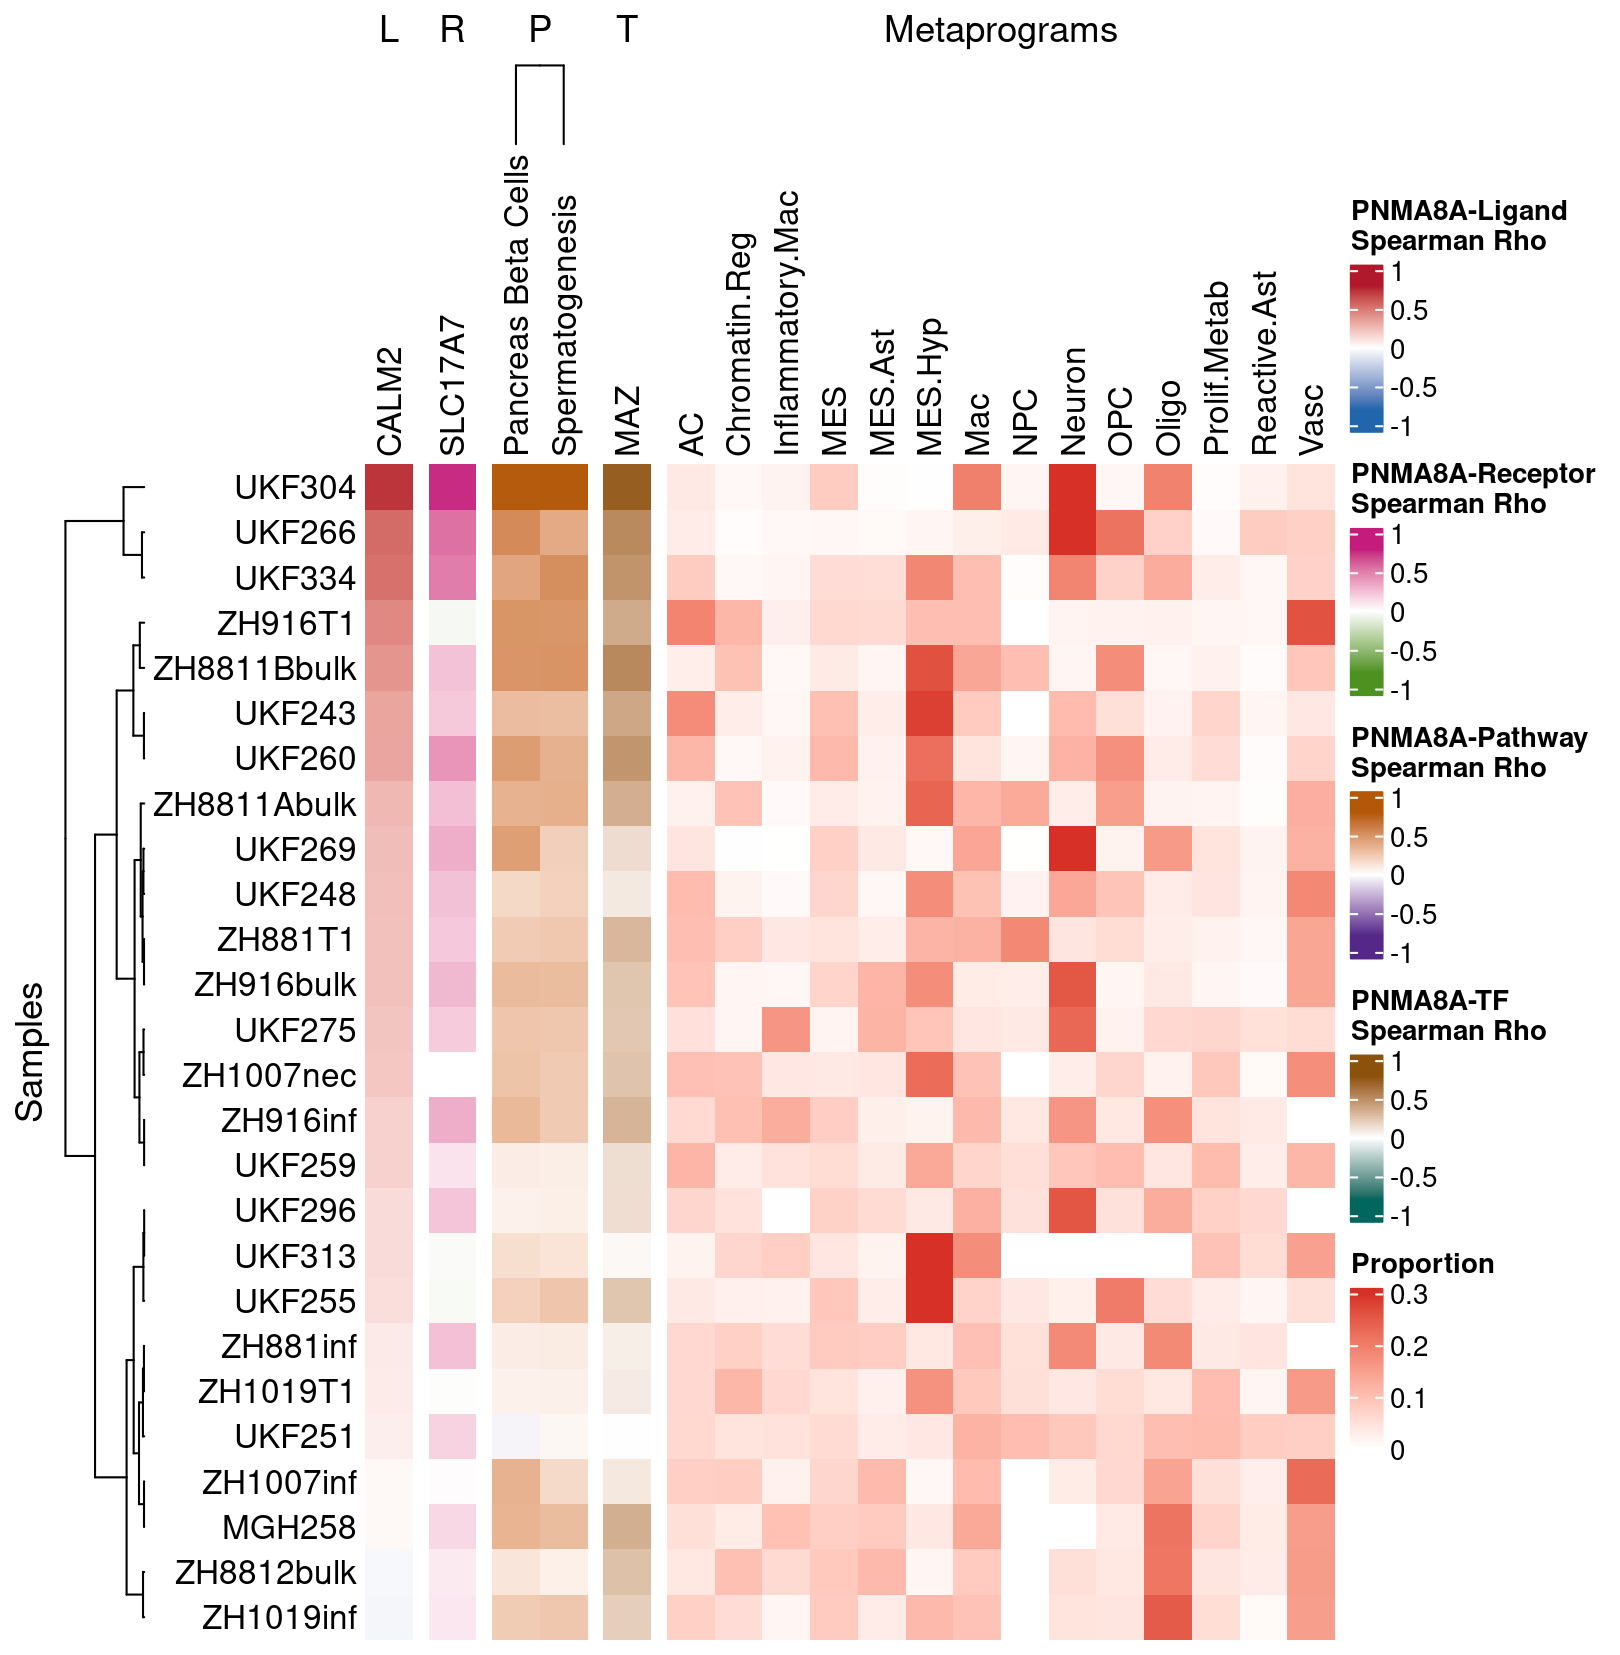 L R P T Metaprograms
CALM2
SLC17A7
Pancreas Beta Cells
Spermatogenesis
MAZ
AC
Chromatin.Reg
Inflammatory.Mac
MES
MES.Ast
MES.Hyp
Mac
NPC
Neuron
OPC
Oligo
Prolif.Metab
Reactive.Ast
Vasc
Samples
UKF304
UKF266
UKF334
ZH916T1
ZH8811Bbulk
UKF243
UKF260
ZH8811Abulk
UKF269
UKF248
ZH881T1
ZH916bulk
UKF275
ZH1007nec
ZH916inf
UKF259
UKF296
UKF313
UKF255
ZH881inf
ZH1019T1
UKF251
ZH1007inf
MGH258
ZH8812bulk
ZH1019inf
PNMA8A-Ligand
Spearman Rho
1
0.5
0
-0.5
-1
PNMA8A-Receptor
Spearman Rho
1
0.5
0
-0.5
-1
PNMA8A-Pathway
Spearman Rho
1
0.5
0
-0.5
-1
PNMA8A-TF
Spearman Rho
1
0.5
0
-0.5
-1
Proportion
0.3
0.2
0.1
0